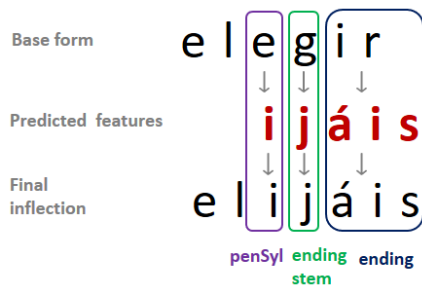 Base form e l e g i r
↓ ↓ ↓
Predicted features i j á i s
↓ ↓ ↓
Final
inflection e l i j á i s
penSyl ending
stem ending